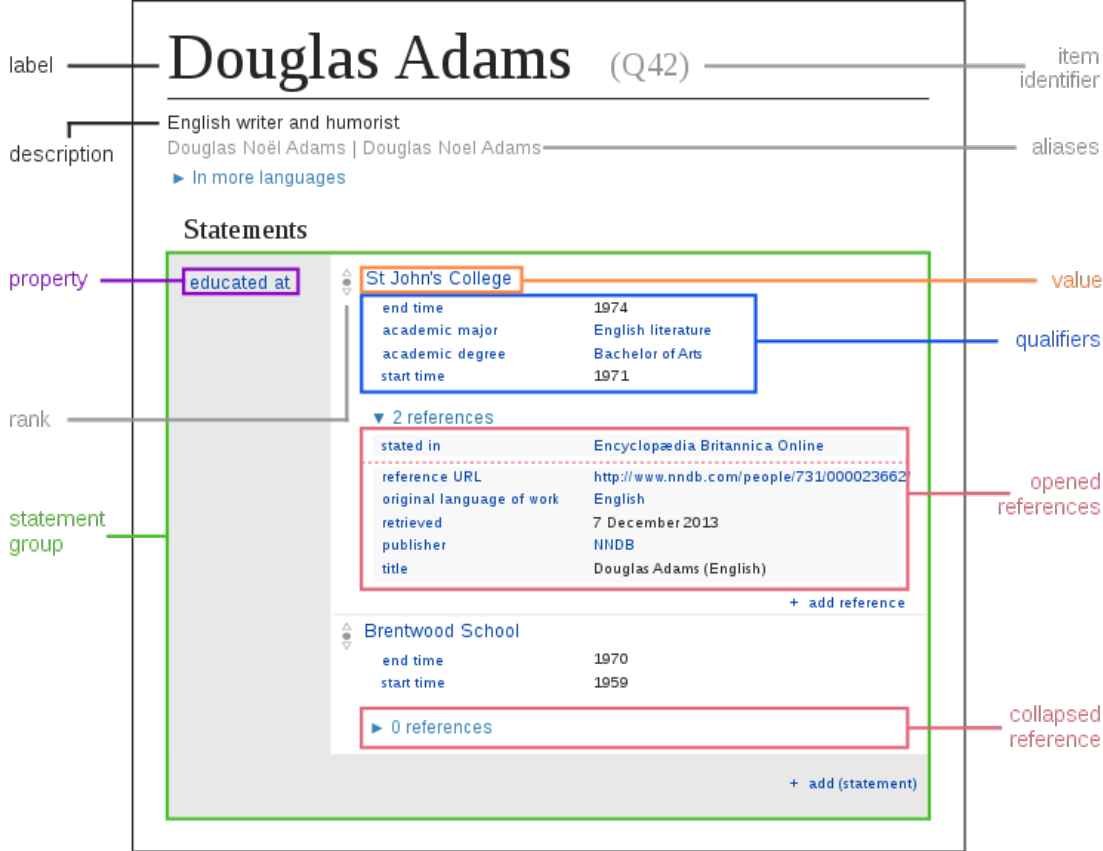 label
Douglas Adams (Q42)
item
identifier
description
English writer and humorist
Douglas Noël Adams | Douglas Noel Adams
aliases
► In more languages
Statements
property
educated at
St John's College
value
end time 1974
academic major English literature
academic degree Bachelor of Arts
start time 1971
qualifiers
rank
▼ 2 references
stated in Encyclopædia Britannica Online
reference URL http://www.nndb.com/people/731/000023662/
original language of work English
retrieved 7 December 2013
publisher NNDB
title Douglas Adams (English)
opened
references
statement
group
+ add reference
Brentwood School
end time 1970
start time 1959
► 0 references
collapsed
reference
+ add (statement)